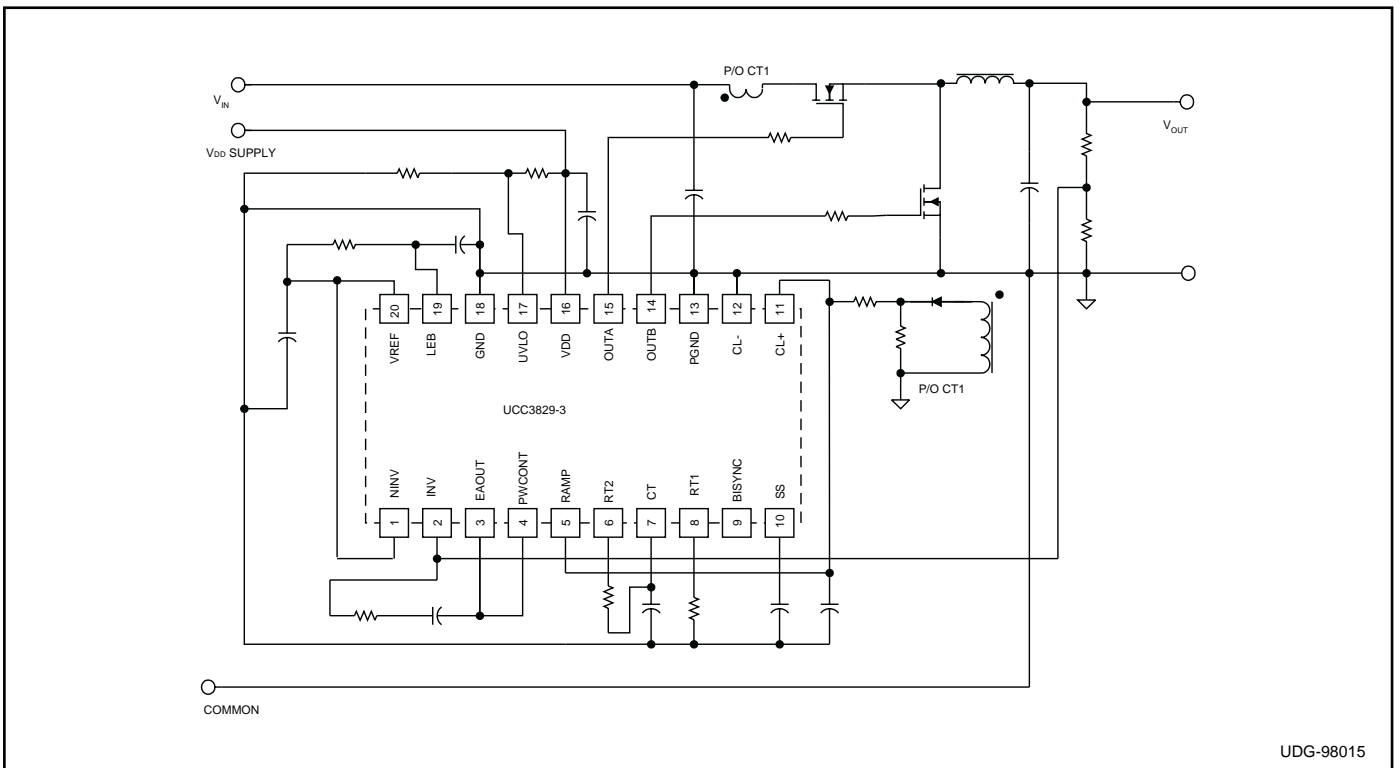 P/O CT1
VIN
VOUT
VDD SUPPLY
20 19 18 17 16 15 14 13 12 11
VREF LEB GND UVLO VDD OUTA OUTB PGND CL- CL+
P/O CT1
UCC3829-3
NINV INV EAOUT PWCONT RAMP RT2 CT RT1 BISYNC SS
1 2 3 4 5 6 7 8 9 10
COMMON
UDG-98015